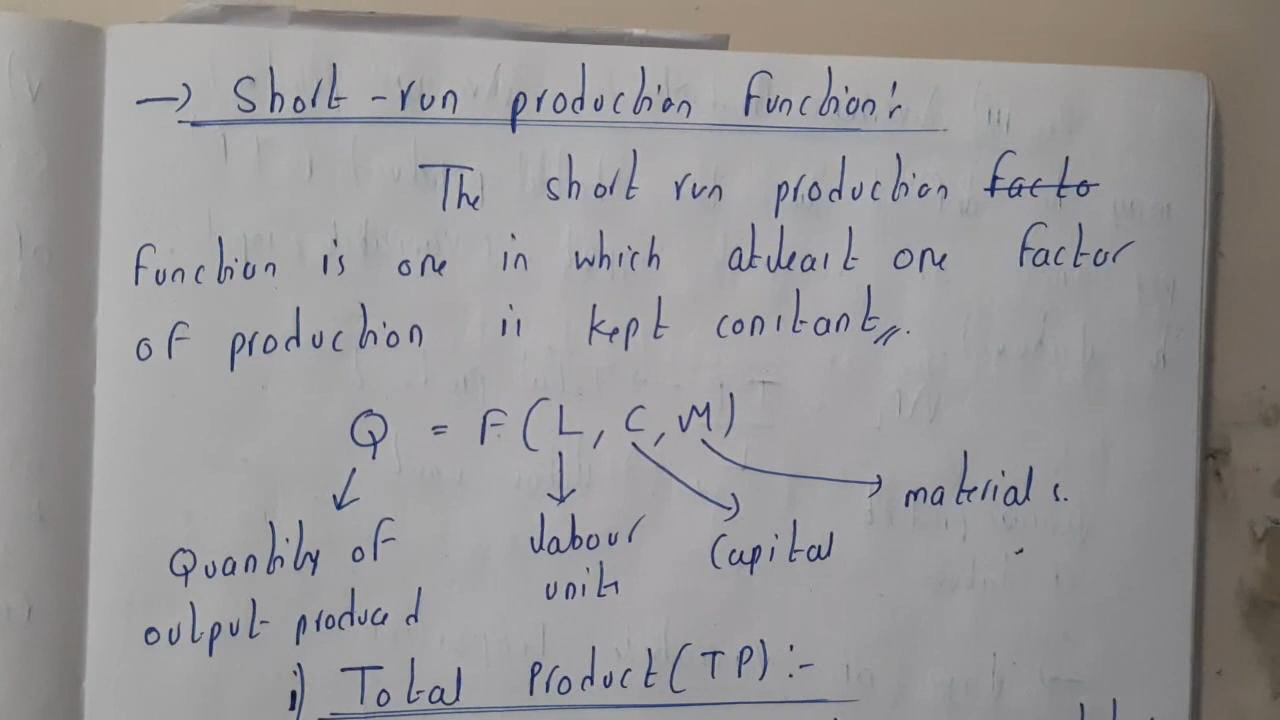 → Short-run production function:
The short run production facto
function is one in which atleast one factor
of production is kept constant.
Q = F(L, C, M)
materials.
Quantity of labour capital
output produced units
i) Total Product(TP):-